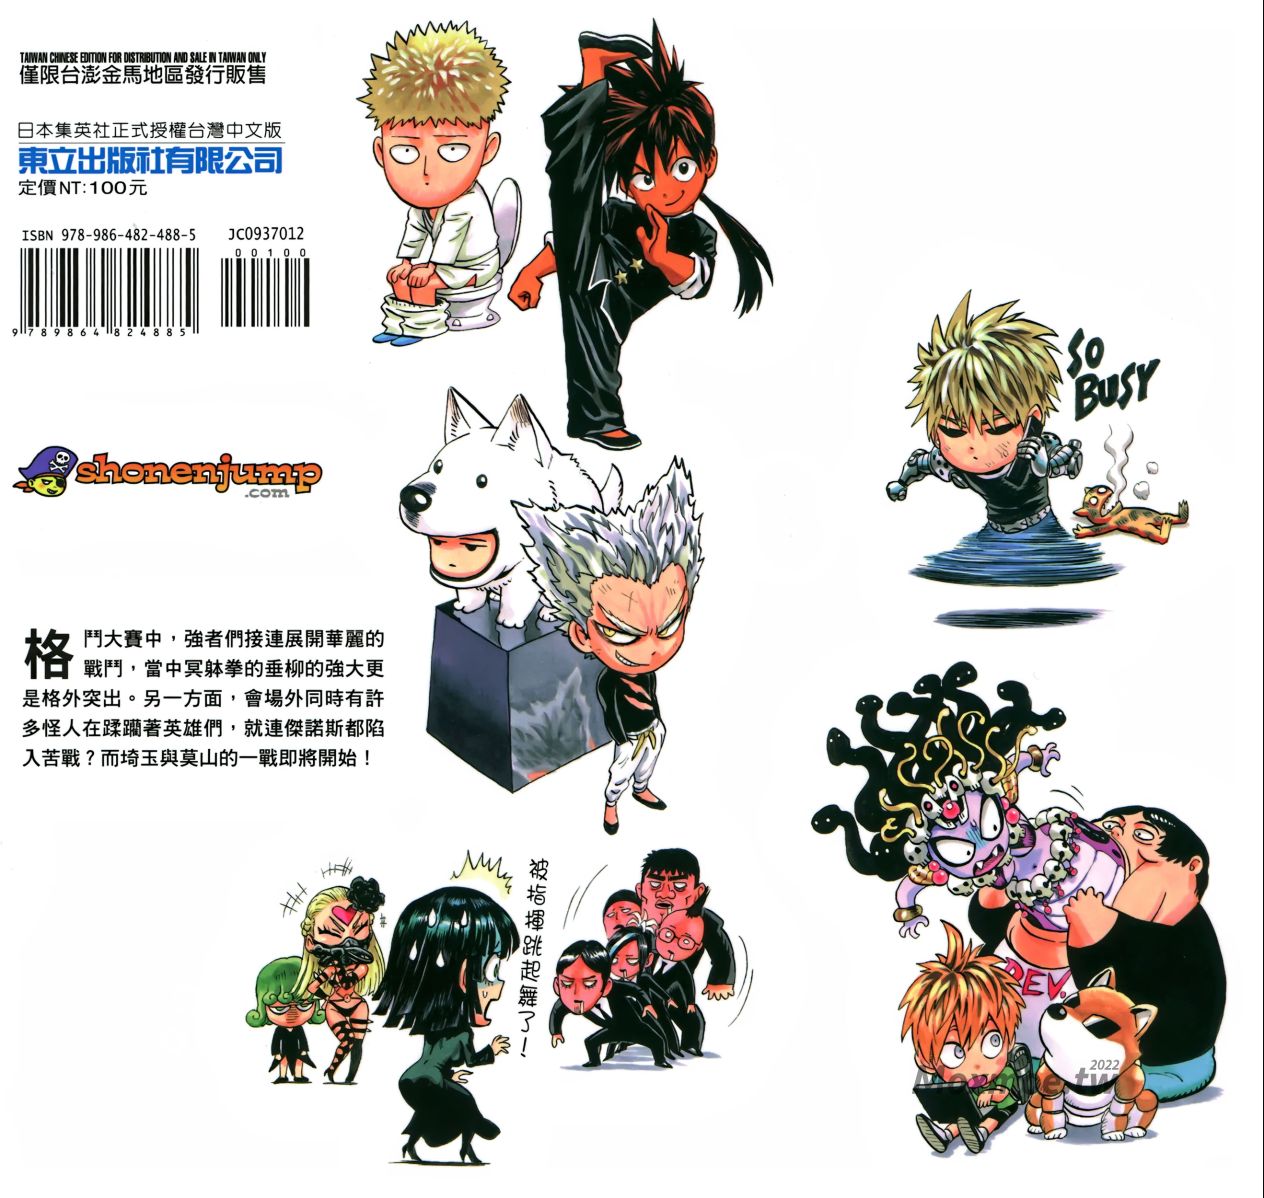 TAIWAN CHINESE EDITION FOR DISTRIBUTION AND SALE IN TAIWAN ONLY
僅限台澎金馬地區發行販售
日本集英社正式授權台灣中文版
東立出版社有限公司
定價NT:100元
ISBN 978-986-482-488-5
JC0937012
00100
9 789864 824885
shonenjump
.com
格鬥大賽中，強者們接連展開華麗的
戰鬥，當中冥躰拳的垂柳的強大更
是格外突出。另一方面，會場外同時有許
多怪人在蹂躪著英雄們，就連傑諾斯都陷
入苦戰？而埼玉與莫山的一戰即將開始！
SO
BUSY
被指揮跳起舞了！
DEV.
2022